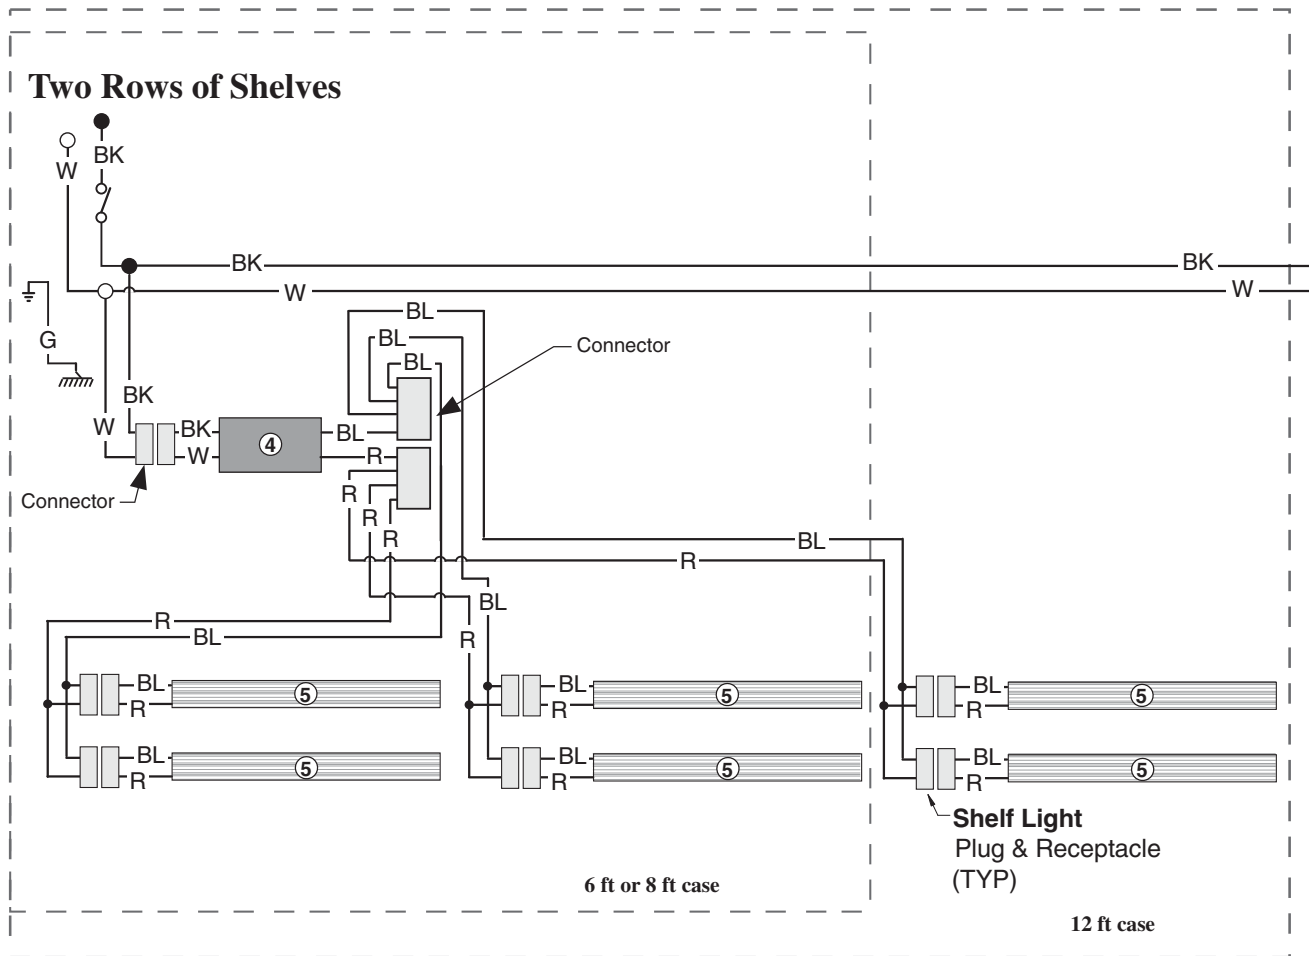 Two Rows of Shelves
W
BK
BK
BK
W
W
G
BL
BL
BL
Connector
BK
W
BK
W
4
BL
R
Connector
R
R
R
BL
R
BL
R
R
BL
BL
R
5
BL
R
5
BL
R
5
BL
R
5
BL
R
5
BL
R
5
Shelf Light
Plug & Receptacle
(TYP)
6 ft or 8 ft case
12 ft case